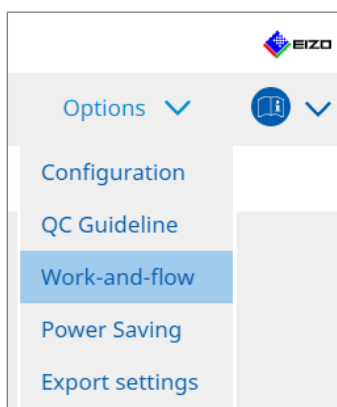 EIZO
Options
Configuration
QC Guideline
Work-and-flow
Power Saving
Export settings